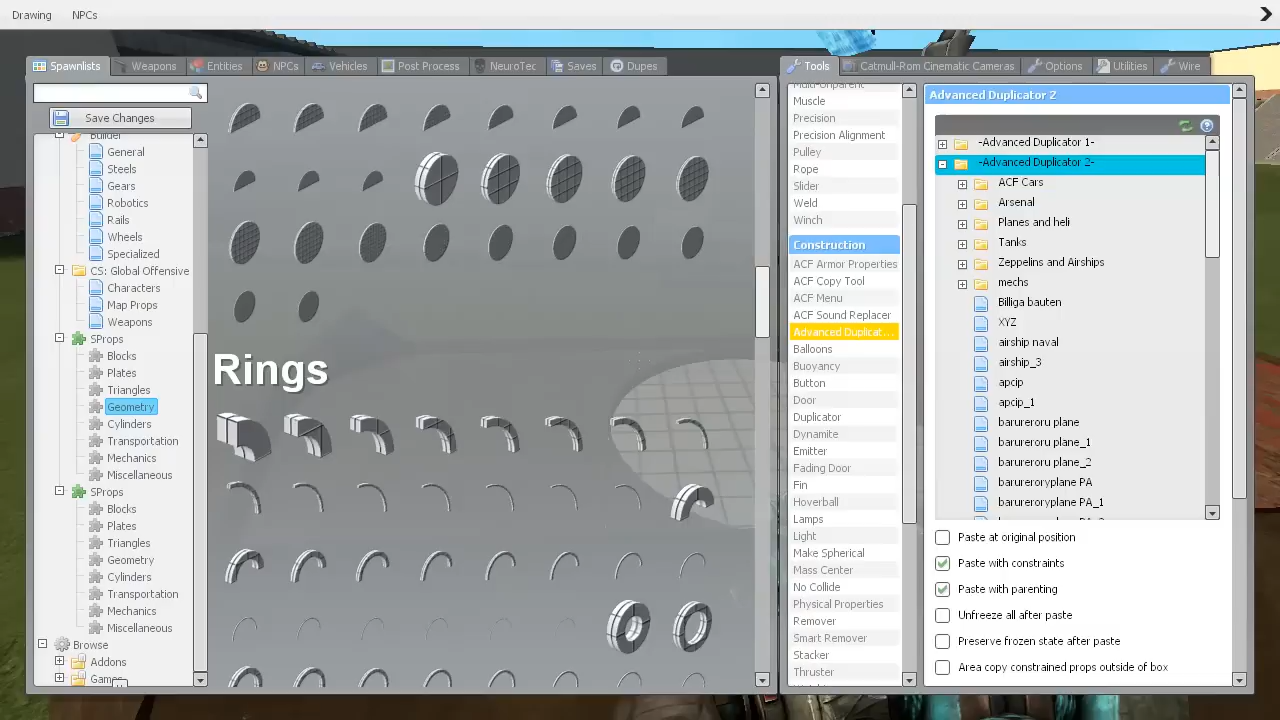 Drawing NPCs
Spawnlists Weapons Entities NPCs Vehicles Post Process NeuroTec Saves Dupes
Save Changes
Builder
General
Steels
Gears
Robotics
Rails
Wheels
Specialized
CS: Global Offensive
Characters
Map Props
Weapons
SProps
Blocks
Plates
Triangles
Geometry
Cylinders
Transportation
Mechanics
Miscellaneous
SProps
Blocks
Plates
Triangles
Geometry
Cylinders
Transportation
Mechanics
Miscellaneous
Browse
Addons
Games
Rings
Tools Catmull-Rom Cinematic Cameras Options Utilities Wire
Multi-Unparent
Muscle
Precision
Precision Alignment
Pulley
Rope
Slider
Weld
Winch
Construction
ACF Armor Properties
ACF Copy Tool
ACF Menu
ACF Sound Replacer
Advanced Duplicat...
Balloons
Buoyancy
Button
Door
Duplicator
Dynamite
Emitter
Fading Door
Fin
Hoverball
Lamps
Light
Make Spherical
Mass Center
No Collide
Physical Properties
Remover
Smart Remover
Stacker
Thruster
Advanced Duplicator 2
-Advanced Duplicator 1-
-Advanced Duplicator 2-
ACF Cars
Arsenal
Planes and heli
Tanks
Zeppelins and Airships
mechs
Billiga bauten
XYZ
airship naval
airship_3
apcip
apcip_1
barureroru plane
barureroru plane_1
barureroru plane_2
barureroryplane PA
barureroryplane PA_1
Paste at original position
Paste with constraints
Paste with parenting
Unfreeze all after paste
Preserve frozen state after paste
Area copy constrained props outside of box